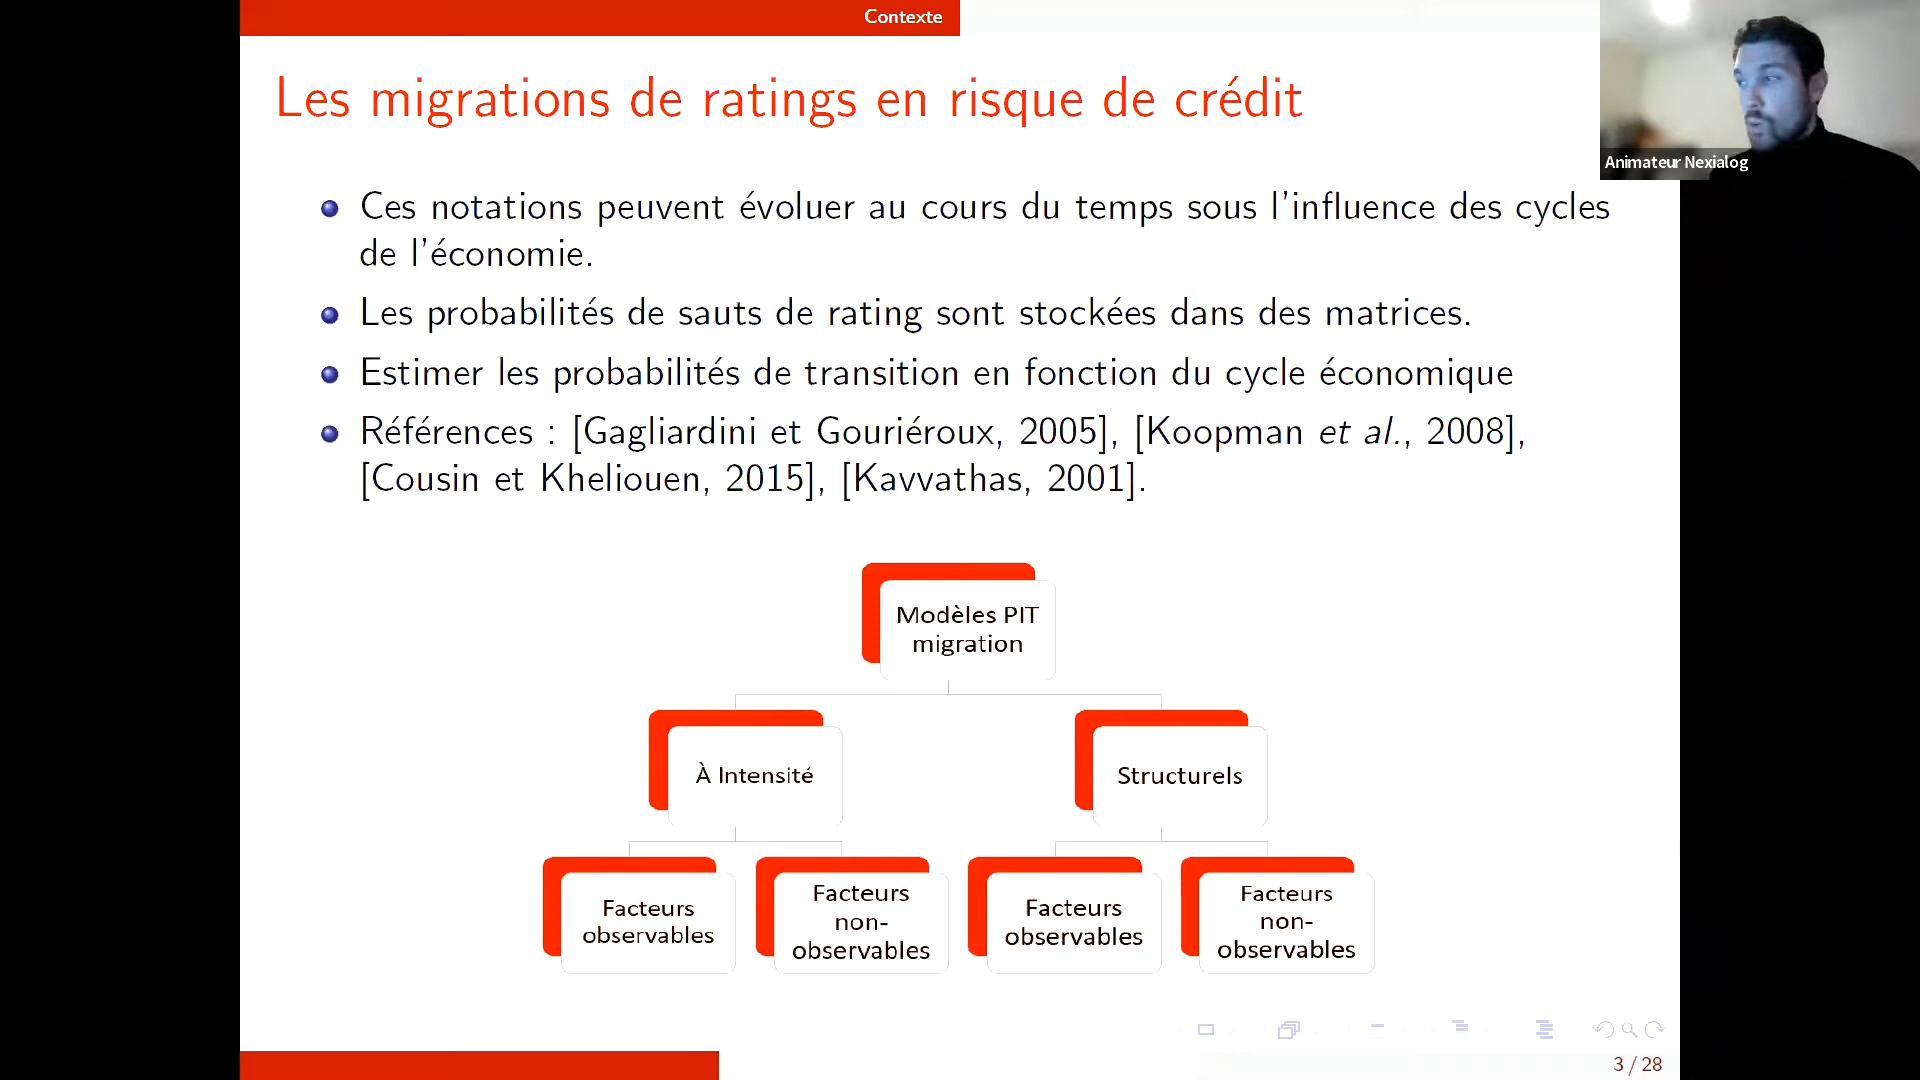 Contexte
Les migrations de ratings en risque de crédit
Animateur Nexialog
Ces notations peuvent évoluer au cours du temps sous l'influence des cycles
de l'économie.
Les probabilités de sauts de rating sont stockées dans des matrices.
Estimer les probabilités de transition en fonction du cycle économique
Références : [Gagliardini et Gouriéroux, 2005], [Koopman et al., 2008],
[Cousin et Kheliouen, 2015], [Kavvathas, 2001].
Modèles PIT
migration
À Intensité
Structurels
Facteurs
observables
Facteurs
non-
observables
Facteurs
observables
Facteurs
non-
observables
3 / 28